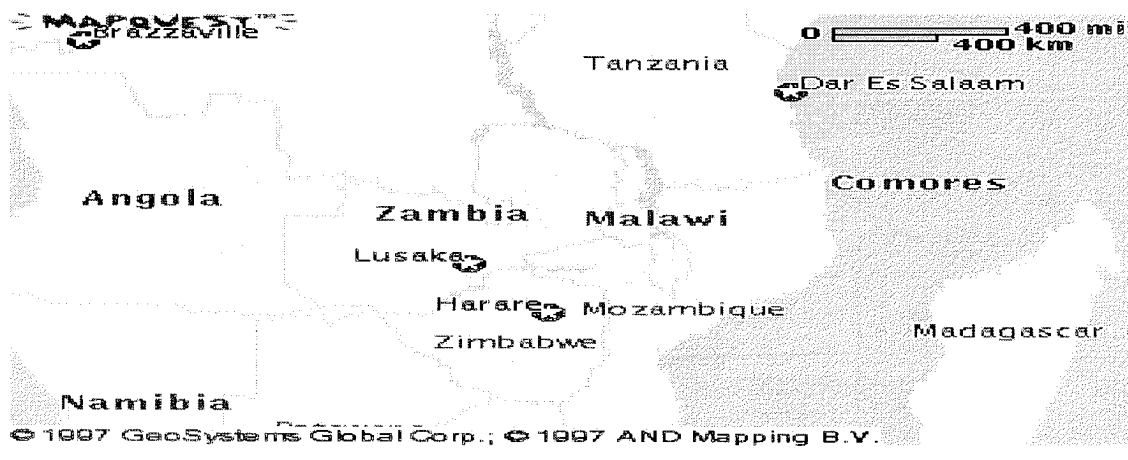 MAPQUEST™
Brazzaville
0 400 mi
400 km
Tanzania
Dar Es Salaam
Comores
Angola
Zambia
Malawi
Lusaka
Harare
Mozambique
Madagascar
Zimbabwe
Namibia
© 1997 GeoSystems Global Corp.; © 1997 AND Mapping B.V.